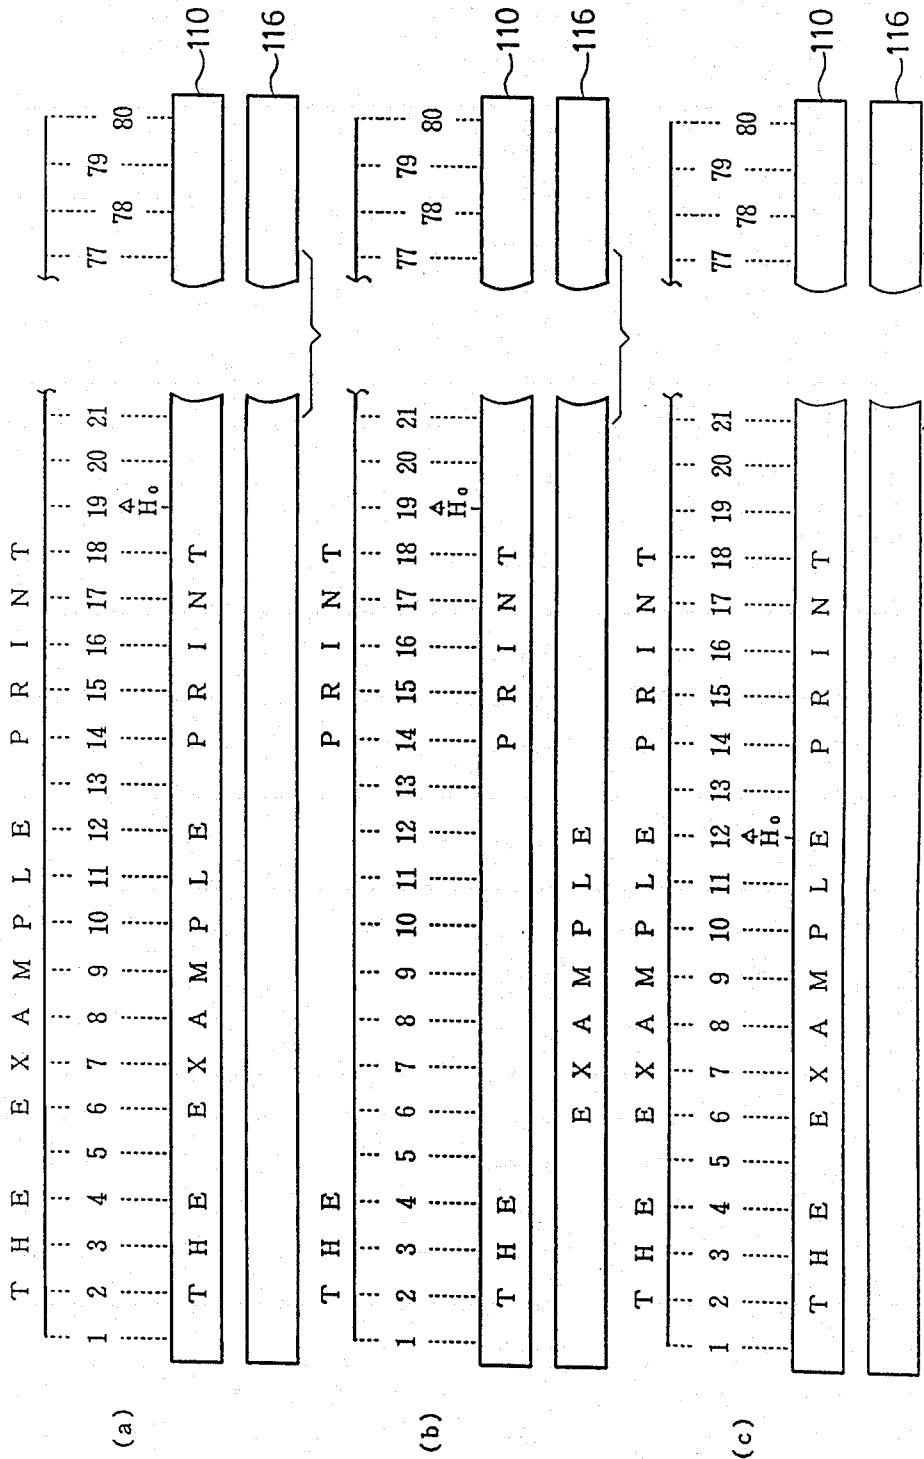 T H E E X A M P L E P R I N T
1 2 3 4 5 6 7 8 9 10 11 12 13 14 15 16 17 18 19 20 21 77 78 79 80
H₀
(a)
T H E E X A M P L E P R I N T 110
116
T H E P R I N T
1 2 3 4 5 6 7 8 9 10 11 12 13 14 15 16 17 18 19 20 21 77 78 79 80
H₀
(b)
T H E P R I N T 110
E X A M P L E 116
T H E E X A M P L E P R I N T
1 2 3 4 5 6 7 8 9 10 11 12 13 14 15 16 17 18 19 20 21 77 78 79 80
H₀
(c)
T H E E X A M P L E P R I N T 110
116